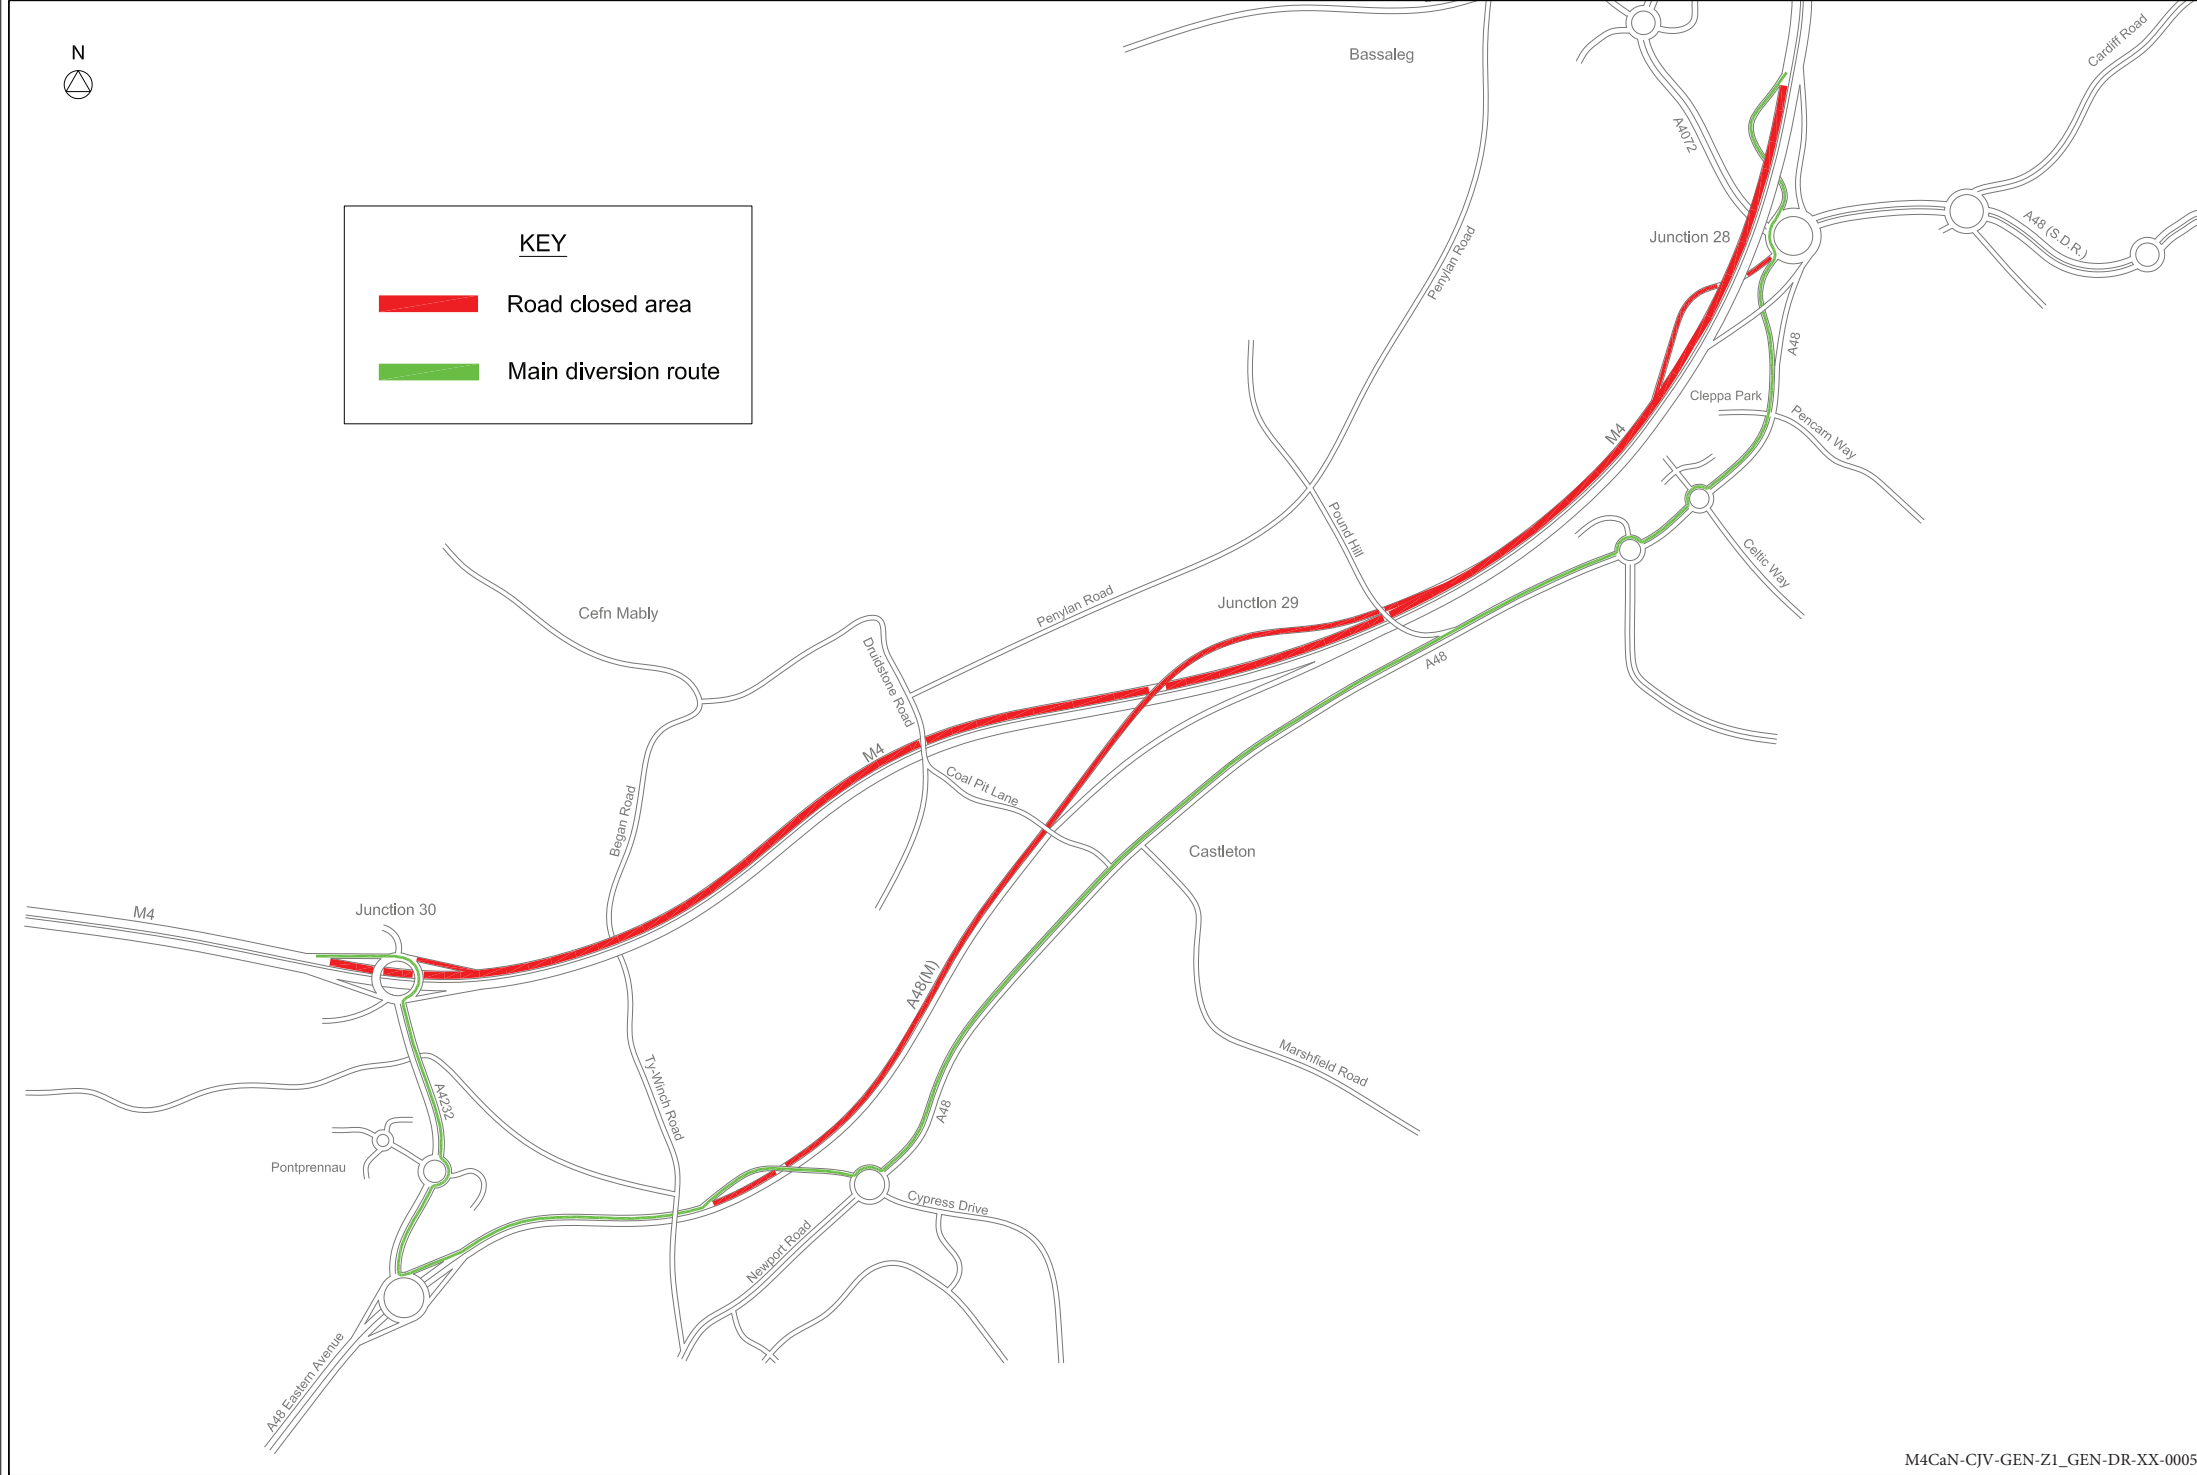 N
Bassaleg
Cardiff Road
A4072
KEY
Road closed area
Main diversion route
Junction 28
A48 (S.D.R.)
Penylan Road
A48
Cleppa Park
Pencarn Way
M4
Pound Hill
Celtic Way
Cefn Mably
Penylan Road
Junction 29
Druidstone Road
A48
M4
Coal Pit Lane
Began Road
Castleton
M4
Junction 30
A48(M)
Marshfield Road
Ty-Winch Road
A4232
A48
Pontprennau
Cypress Drive
Newport Road
A48 Eastern Avenue
M4CaN-CJV-GEN-Z1_GEN-DR-XX-0005